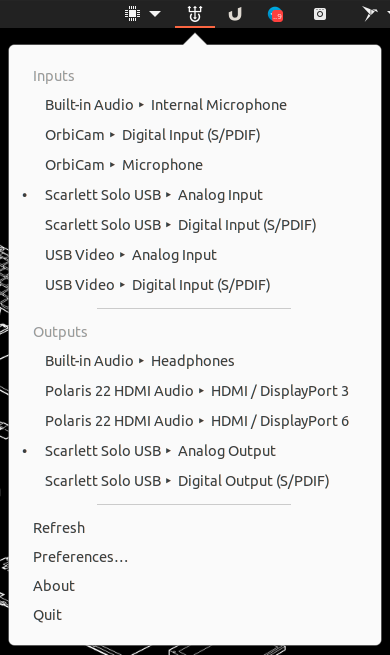 Inputs
Built-in Audio ‣ Internal Microphone
OrbiCam ‣ Digital Input (S/PDIF)
OrbiCam ‣ Microphone
• Scarlett Solo USB ‣ Analog Input
Scarlett Solo USB ‣ Digital Input (S/PDIF)
USB Video ‣ Analog Input
USB Video ‣ Digital Input (S/PDIF)
Outputs
Built-in Audio ‣ Headphones
Polaris 22 HDMI Audio ‣ HDMI / DisplayPort 3
Polaris 22 HDMI Audio ‣ HDMI / DisplayPort 6
• Scarlett Solo USB ‣ Analog Output
Scarlett Solo USB ‣ Digital Output (S/PDIF)
Refresh
Preferences…
About
Quit